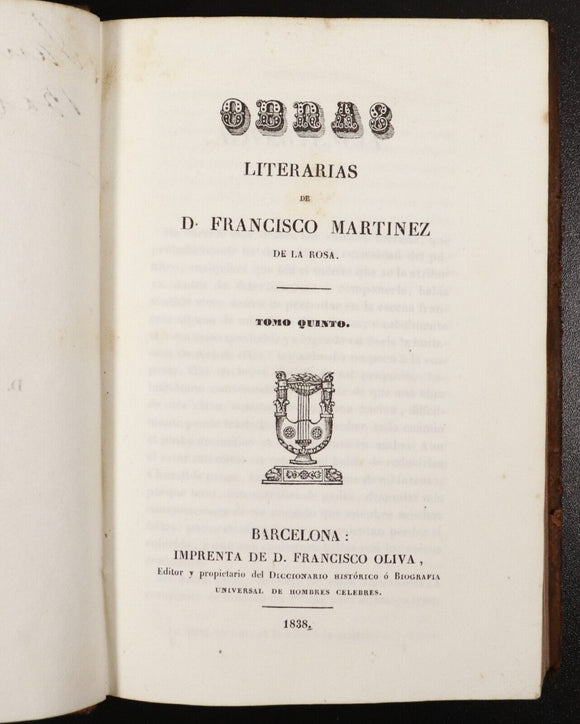 OBRAS
LITERARIAS
DE
D. FRANCISCO MARTINEZ
DE LA ROSA.
TOMO QUINTO.
BARCELONA:
IMPRENTA DE D. FRANCISCO OLIVA,
Editor y propietario del DICCIONARIO HISTÓRICO ó BIOGRAFIA
UNIVERSAL DE HOMBRES CELEBRES.
1838.